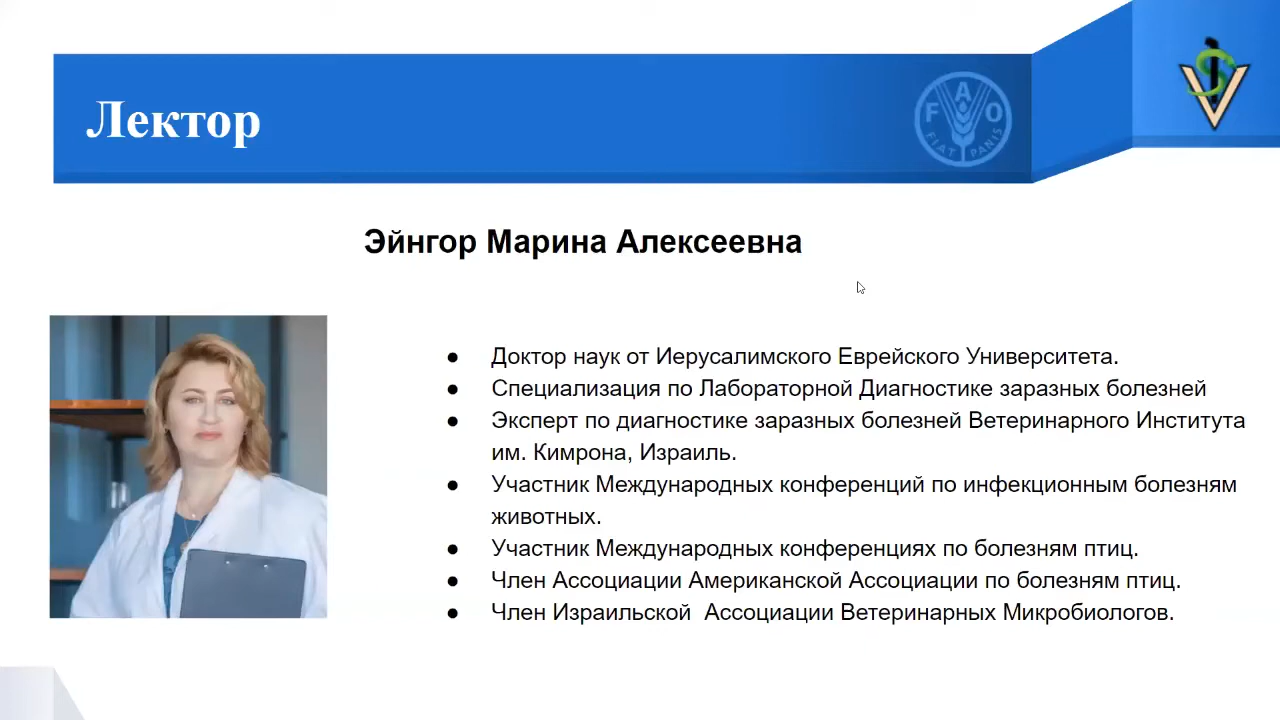 Лектор
F A O
FIAT PANIS
Эйнгор Марина Алексеевна
● Доктор наук от Иерусалимского Еврейского Университета.
● Специализация по Лабораторной Диагностике заразных болезней
● Эксперт по диагностике заразных болезней Ветеринарного Института
им. Кимрона, Израиль.
● Участник Международных конференций по инфекционным болезням
животных.
● Участник Международных конференциях по болезням птиц.
● Член Ассоциации Американской Ассоциации по болезням птиц.
● Член Израильской  Ассоциации Ветеринарных Микробиологов.